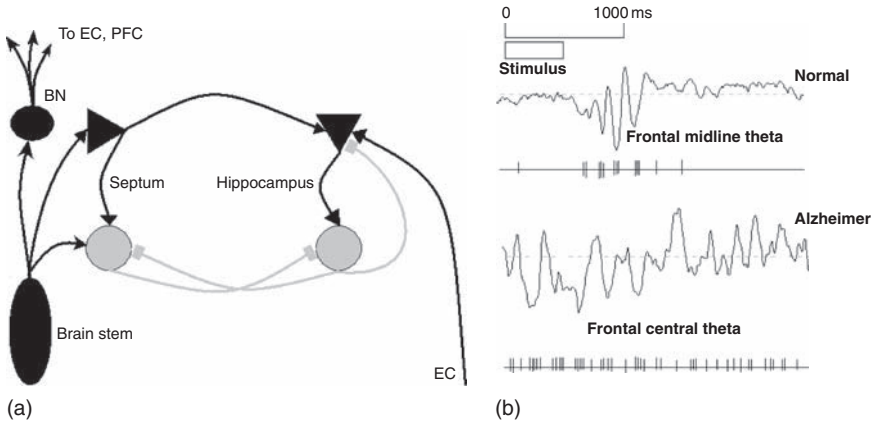 To EC, PFC
BN
Septum
Hippocampus
Brain stem
EC
(a)
0 1000 ms
Stimulus
Normal
Frontal midline theta
Alzheimer
Frontal central theta
(b)